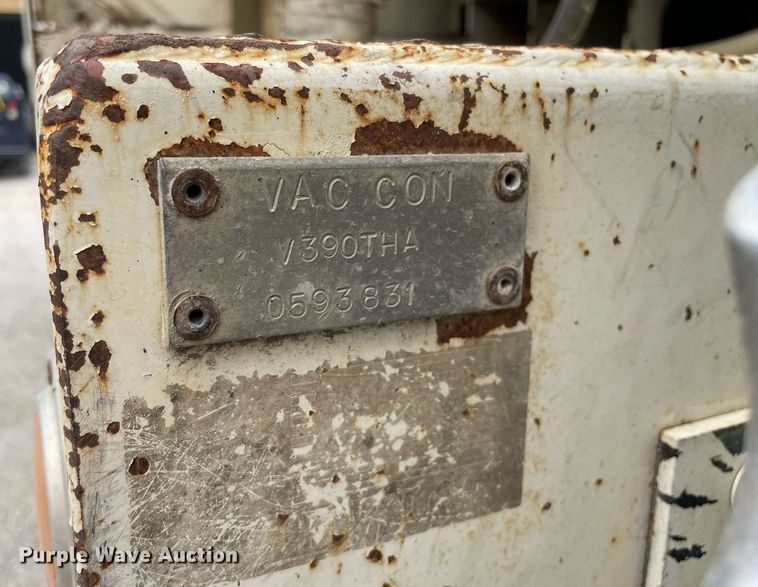 VAC CON
V390THA
0593831
Purple Wave Auction